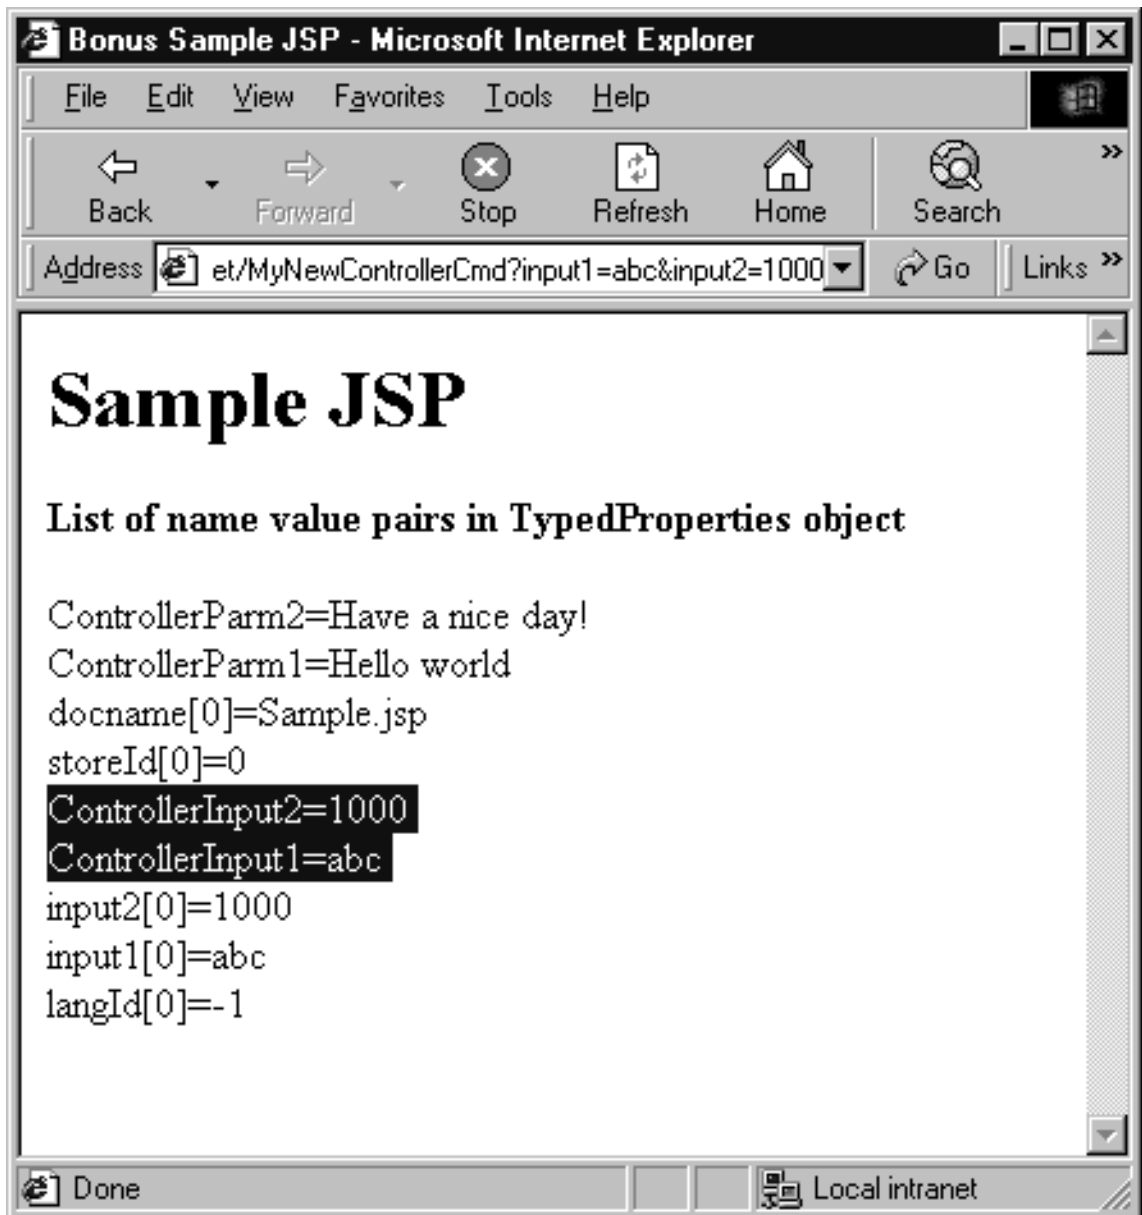 Bonus Sample JSP - Microsoft Internet Explorer
File Edit View Favorites Tools Help
Back Forward Stop Refresh Home Search »
Address et/MyNewControllerCmd?input1=abc&input2=1000 Go Links »
Sample JSP
List of name value pairs in TypedProperties object
ControllerParm2=Have a nice day!
ControllerParm1=Hello world
docname[0]=Sample.jsp
storeId[0]=0
ControllerInput2=1000
ControllerInput1=abc
input2[0]=1000
input1[0]=abc
langId[0]=-1
Done Local intranet